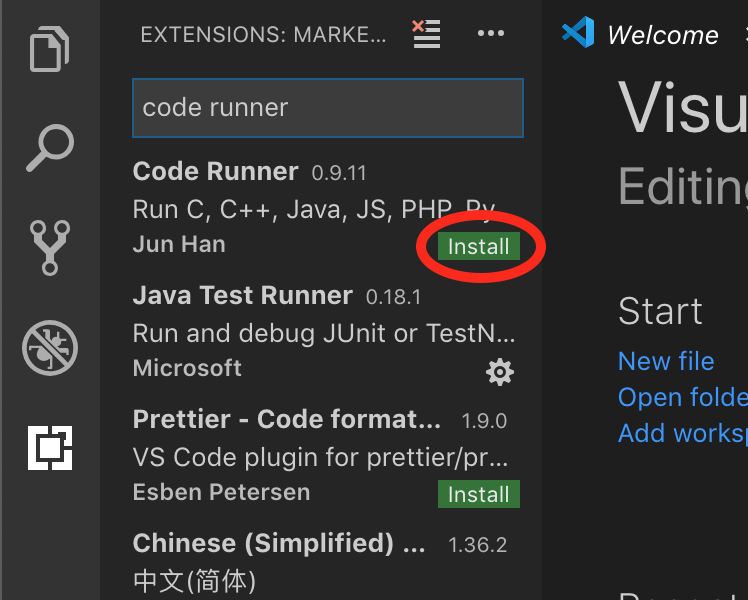 EXTENSIONS: MARKE...
Welcome
code runner
Code Runner 0.9.11
Run C, C++, Java, JS, PHP, Py
Jun Han
Install
Java Test Runner 0.18.1
Run and debug JUnit or TestN...
Microsoft
Prettier - Code format... 1.9.0
VS Code plugin for prettier/pr...
Esben Petersen
Install
Chinese (Simplified) ... 1.36.2
中文(简体)
Visu
Editing
Start
New file
Open folde
Add worksp